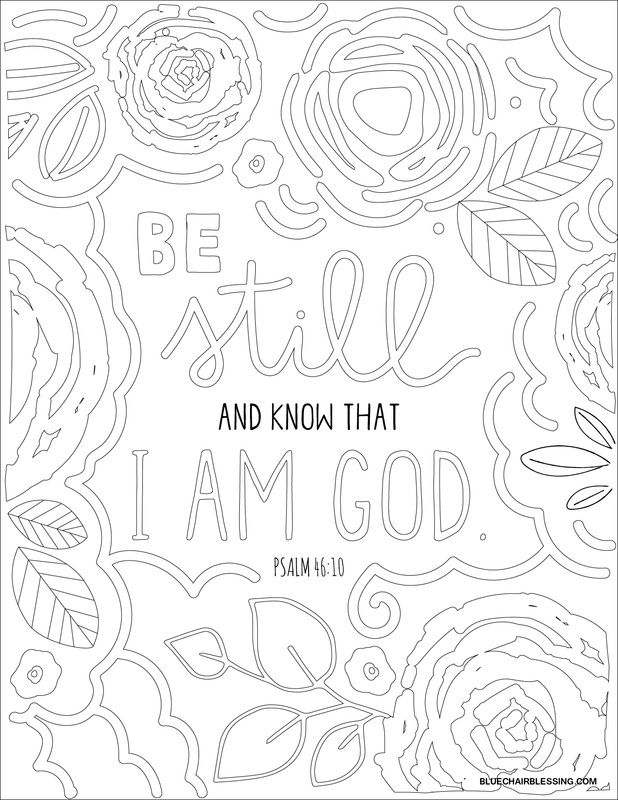 BE
still
AND KNOW THAT
I AM GOD.
PSALM 46:10
BLUECHAIRBLESSING.COM